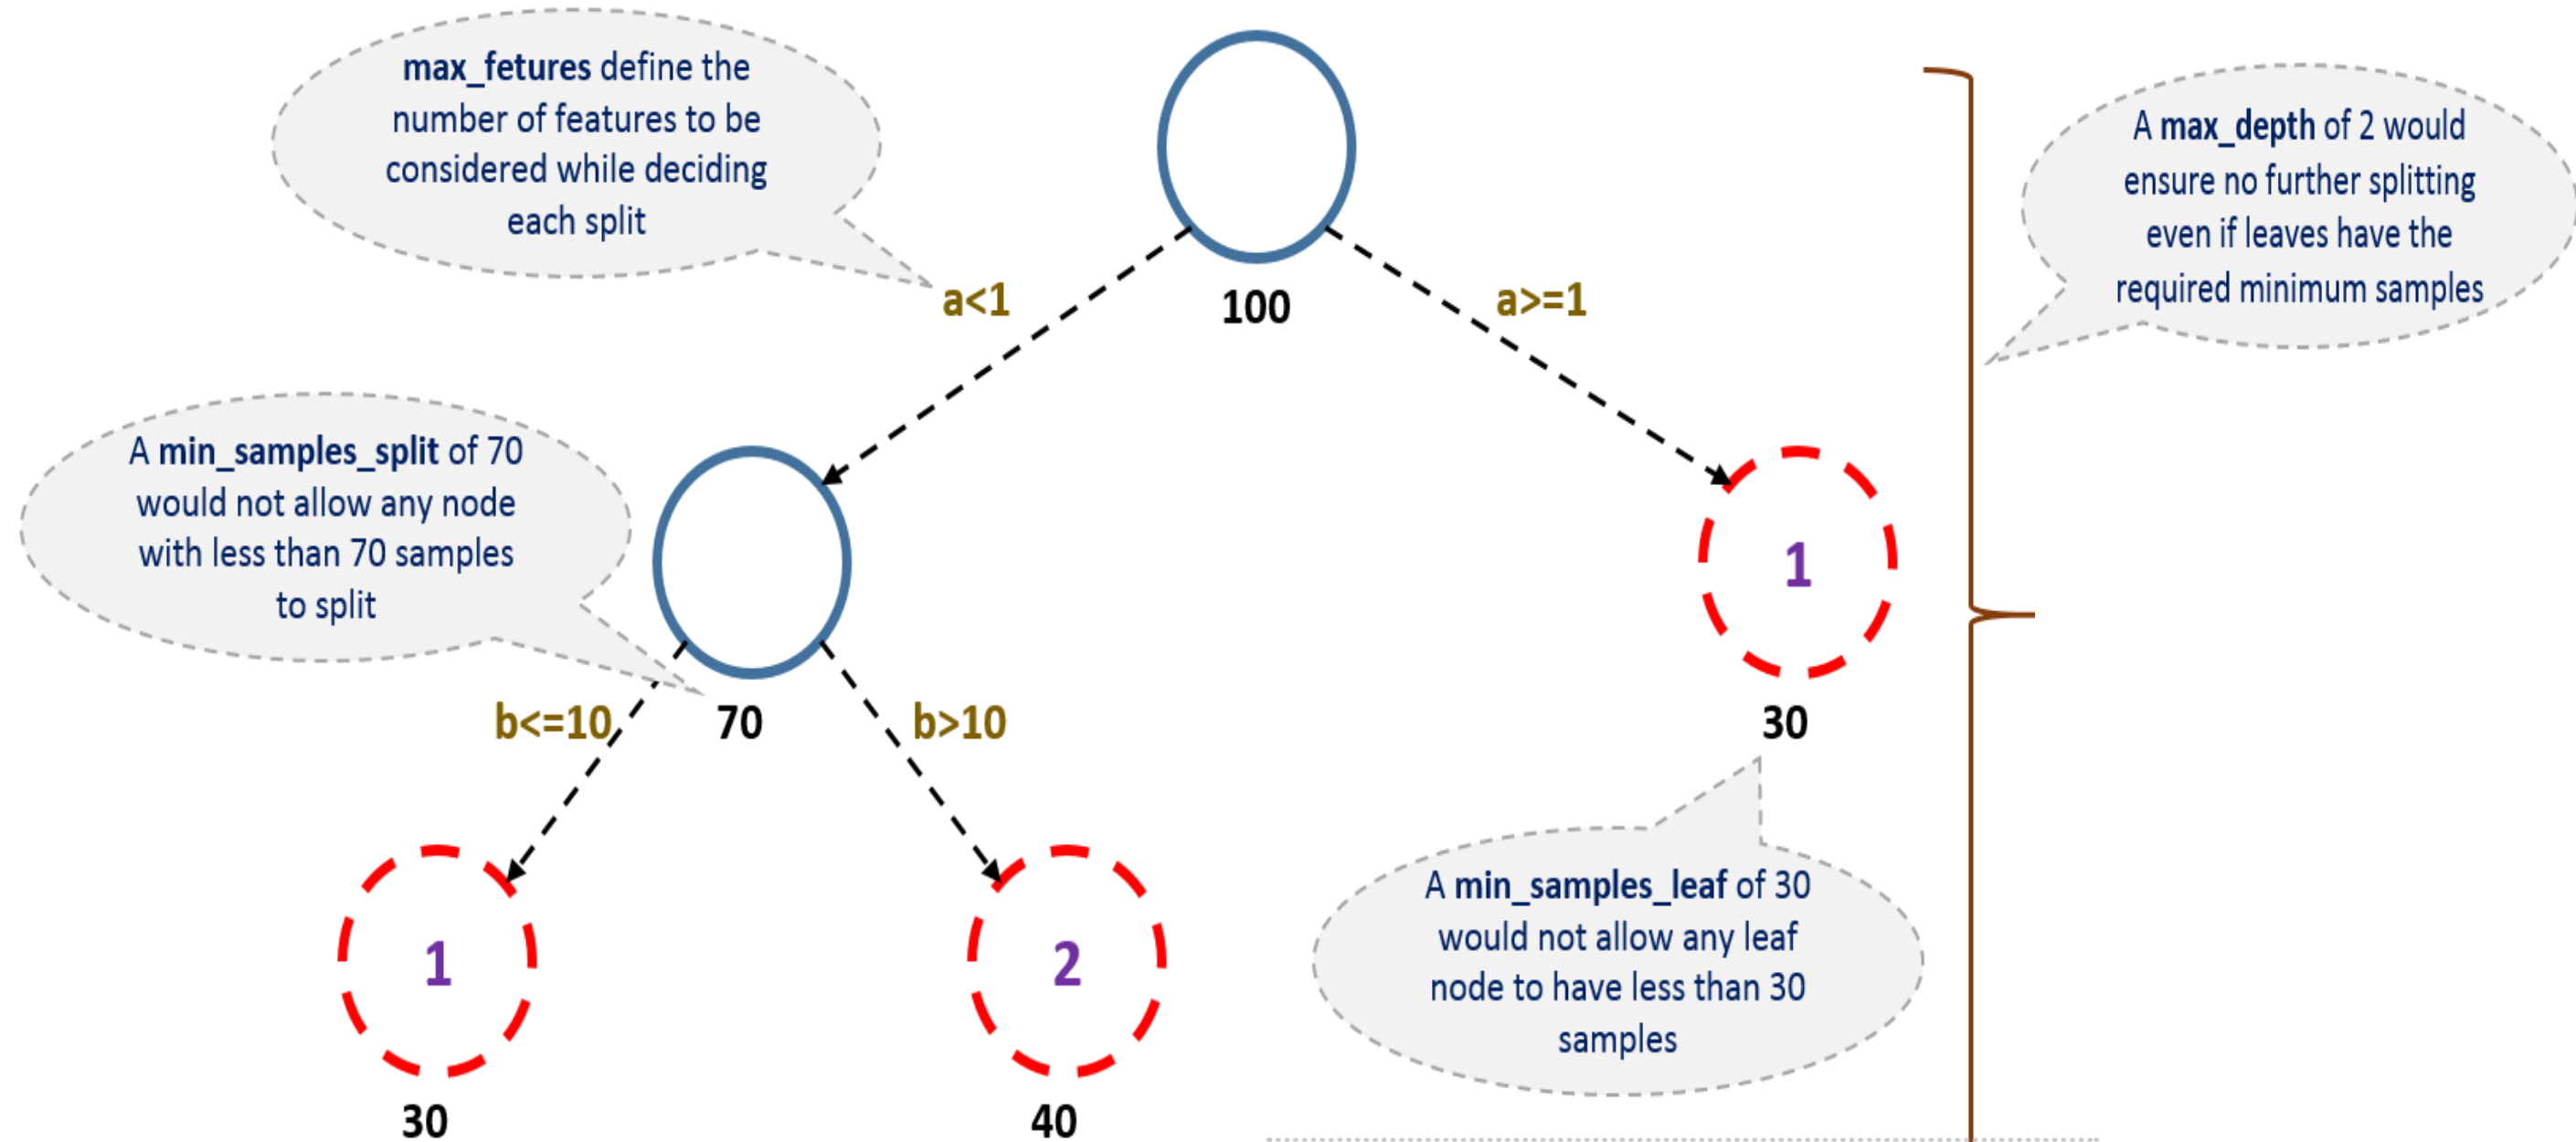 max_fetures define the
number of features to be
considered while deciding
each split
A max_depth of 2 would
ensure no further splitting
even if leaves have the
required minimum samples
a<1
100
a>=1
A min_samples_split of 70
would not allow any node
with less than 70 samples
to split
1
b<=10
70
b>10
30
A min_samples_leaf of 30
would not allow any leaf
node to have less than 30
samples
1
2
30
40